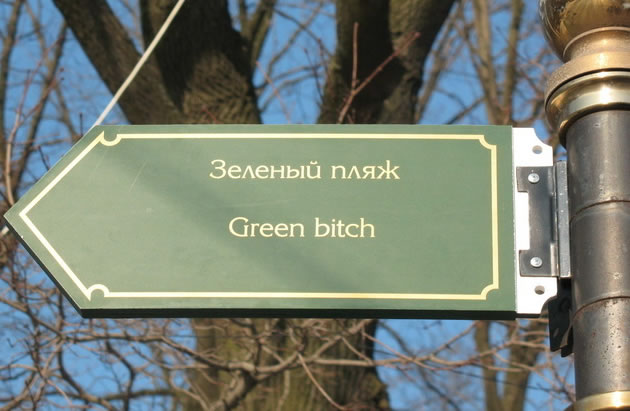 Зеленый пляж
Green bitch